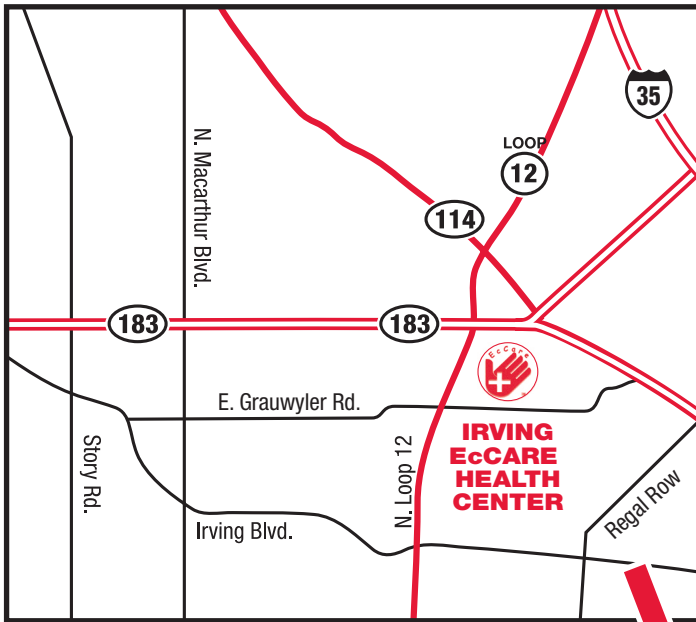 35
LOOP
12
N. Macarthur Blvd.
114
183
183
EcCare
E. Grauwyler Rd.
IRVING
EcCARE
HEALTH
CENTER
Story Rd.
N. Loop 12
Regal Row
Irving Blvd.